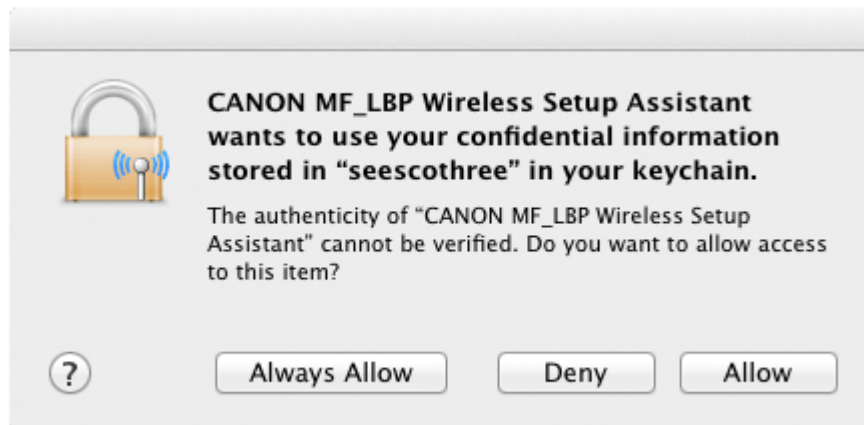 CANON MF_LBP Wireless Setup Assistant
wants to use your confidential information
stored in “seescothree” in your keychain.
The authenticity of “CANON MF_LBP Wireless Setup
Assistant” cannot be verified. Do you want to allow access
to this item?
? Always Allow Deny Allow